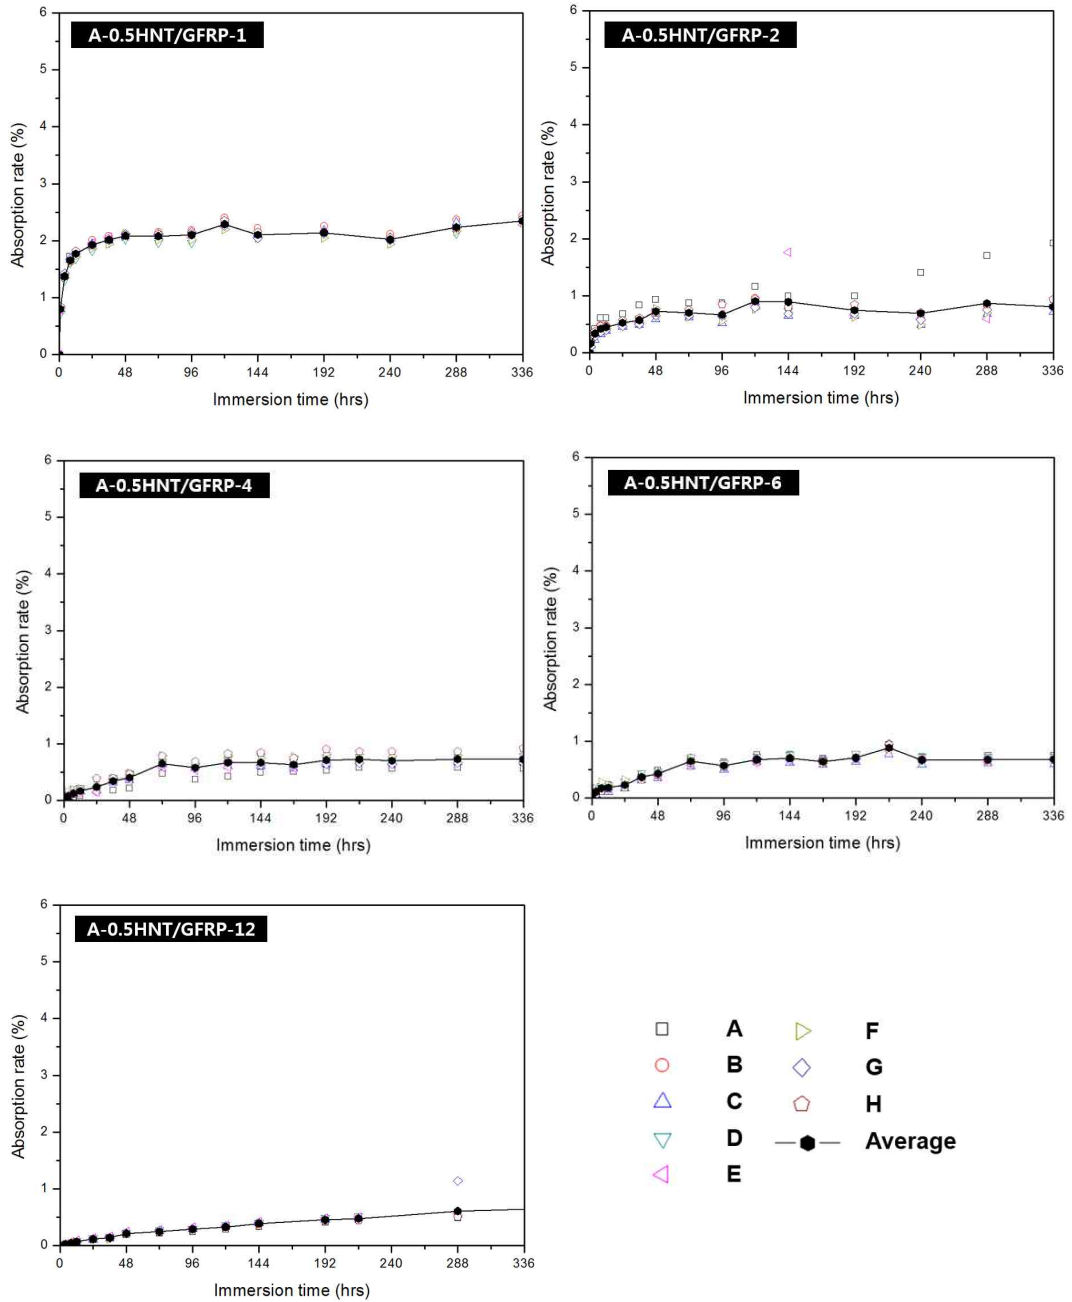 A-0.5HNT/GFRP-1
6
5
4
3
2
1
0
Absorption rate (%)
0 48 96 144 192 240 288 336
Immersion time (hrs)
A-0.5HNT/GFRP-2
6
5
4
3
2
1
0
Absorption rate (%)
0 48 96 144 192 240 288 336
Immersion time (hrs)
A-0.5HNT/GFRP-4
6
5
4
3
2
1
0
Absorption rate (%)
0 48 96 144 192 240 288 336
Immersion time (hrs)
A-0.5HNT/GFRP-6
6
5
4
3
2
1
0
Absorption rate (%)
0 48 96 144 192 240 288 336
Immersion time (hrs)
A-0.5HNT/GFRP-12
6
5
4
3
2
1
0
Absorption rate (%)
0 48 96 144 192 240 288 336
Immersion time (hrs)
A
B
C
D
E
F
G
H
Average